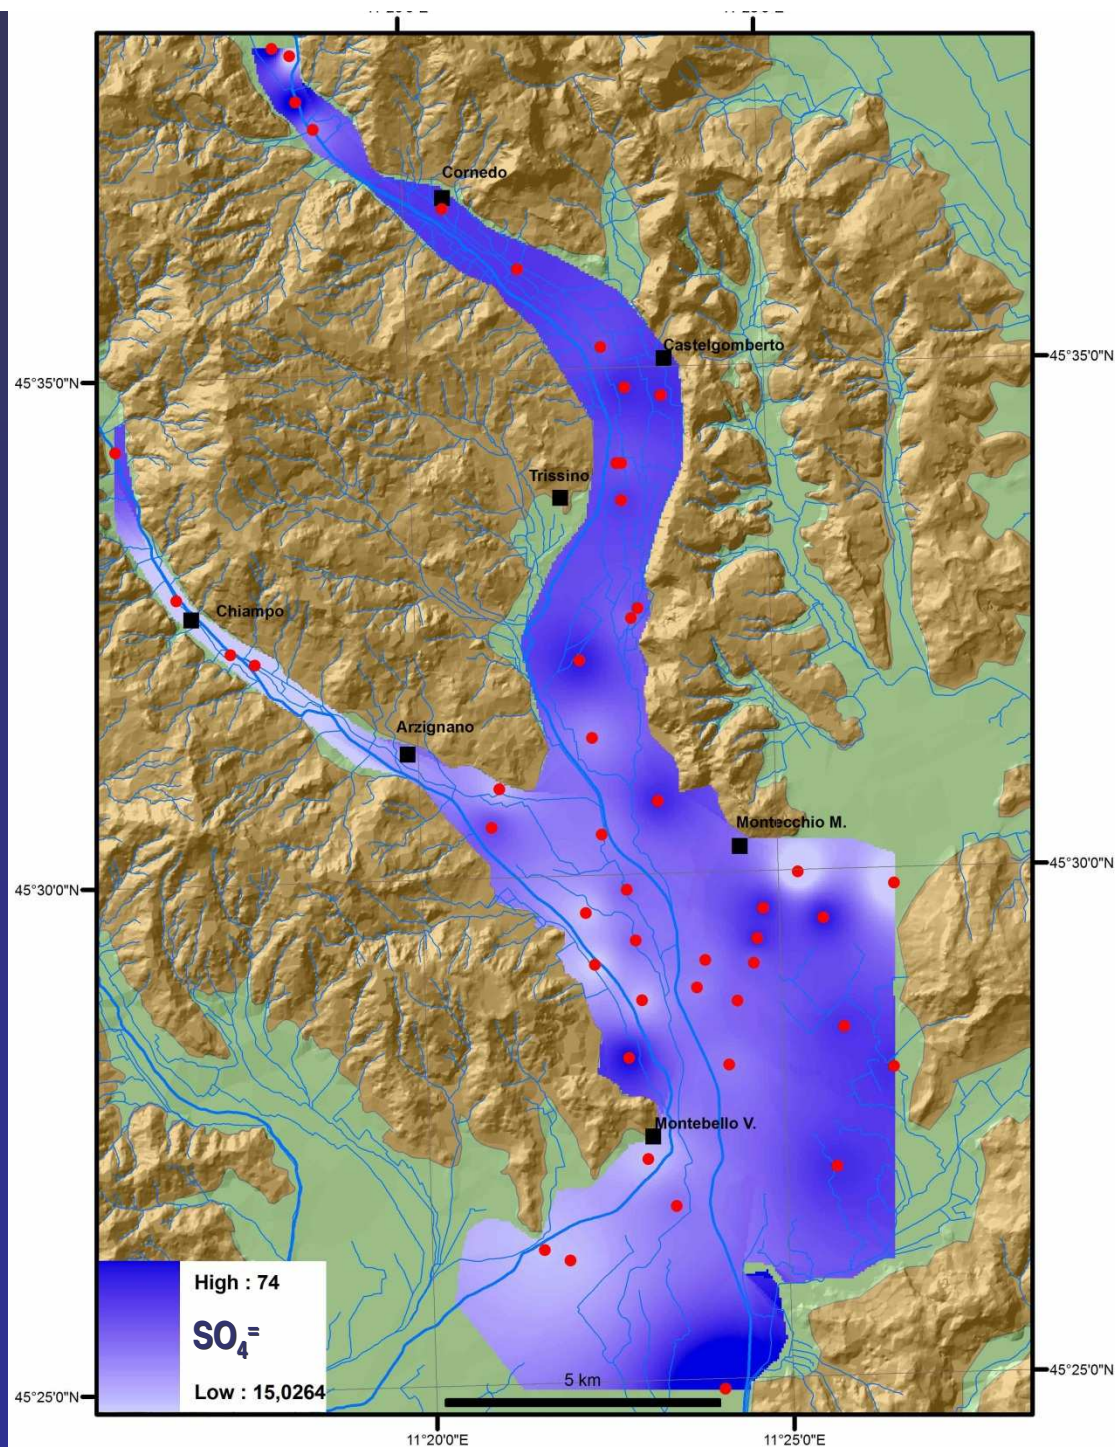 Cornedo
Castelgomberto
45°35'0"N
45°35'0"N
Trissino
Chiampo
Arzignano
Montecchio M.
45°30'0"N
45°30'0"N
Montebello V.
High : 74
SO₄⁼
Low : 15,0264
5 km
45°25'0"N
45°25'0"N
11°20'0"E
11°25'0"E